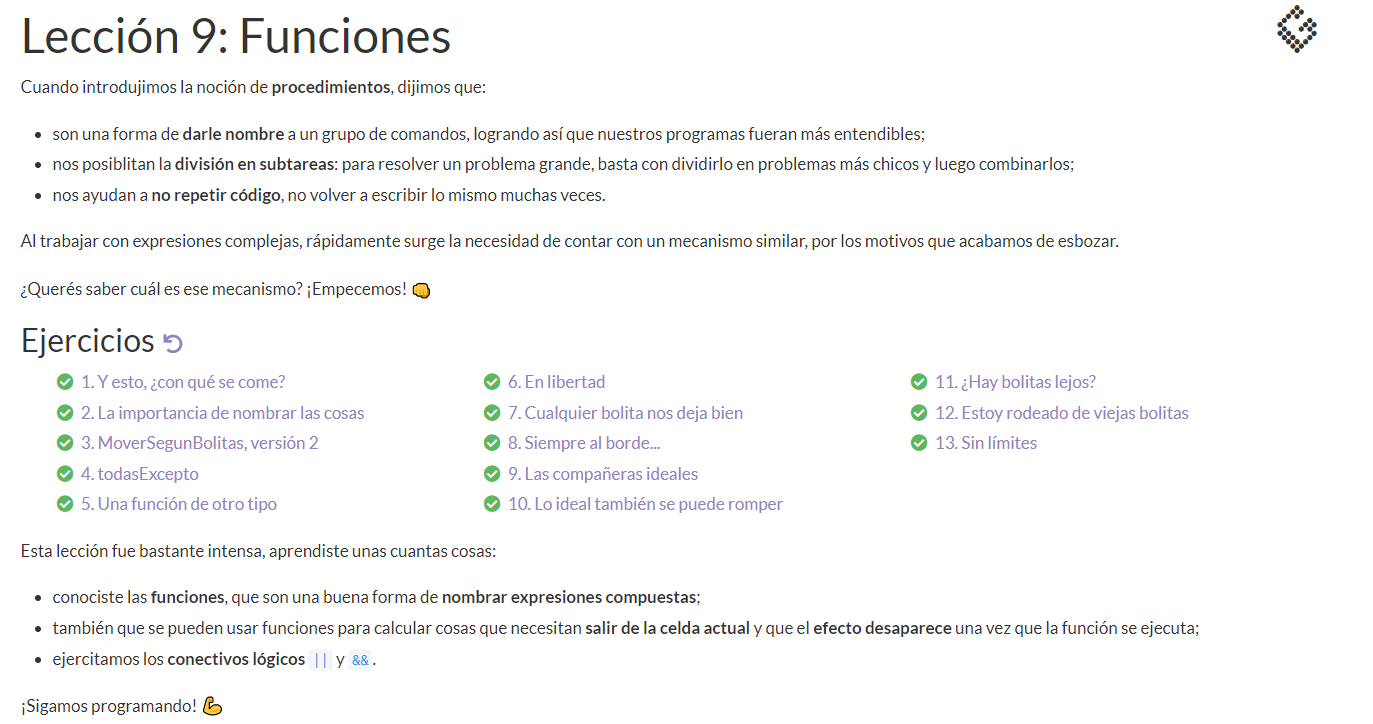 Lección 9: Funciones
Cuando introdujimos la noción de procedimientos, dijimos que:
• son una forma de darle nombre a un grupo de comandos, logrando así que nuestros programas fueran más entendibles;
• nos posiblitan la división en subtareas: para resolver un problema grande, basta con dividirlo en problemas más chicos y luego combinarlos;
• nos ayudan a no repetir código, no volver a escribir lo mismo muchas veces.
Al trabajar con expresiones complejas, rápidamente surge la necesidad de contar con un mecanismo similar, por los motivos que acabamos de esbozar.
¿Querés saber cuál es ese mecanismo? ¡Empecemos! 👊
Ejercicios
1. Y esto, ¿con qué se come?
2. La importancia de nombrar las cosas
3. MoverSegunBolitas, versión 2
4. todasExcepto
5. Una función de otro tipo
6. En libertad
7. Cualquier bolita nos deja bien
8. Siempre al borde...
9. Las compañeras ideales
10. Lo ideal también se puede romper
11. ¿Hay bolitas lejos?
12. Estoy rodeado de viejas bolitas
13. Sin límites
Esta lección fue bastante intensa, aprendiste unas cuantas cosas:
• conociste las funciones, que son una buena forma de nombrar expresiones compuestas;
• también que se pueden usar funciones para calcular cosas que necesitan salir de la celda actual y que el efecto desaparece una vez que la función se ejecuta;
• ejercitamos los conectivos lógicos || y &&.
¡Sigamos programando! 💪